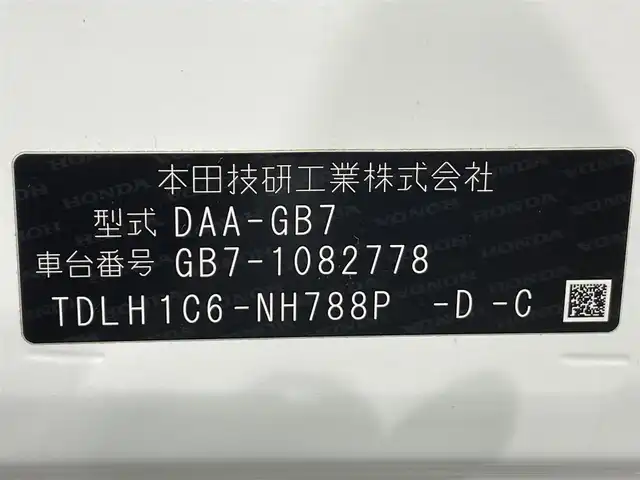 本田技研工業株式会社
型式 DAA-GB7
車台番号 GB7-1082778
TDLH1C6-NH788P -D -C